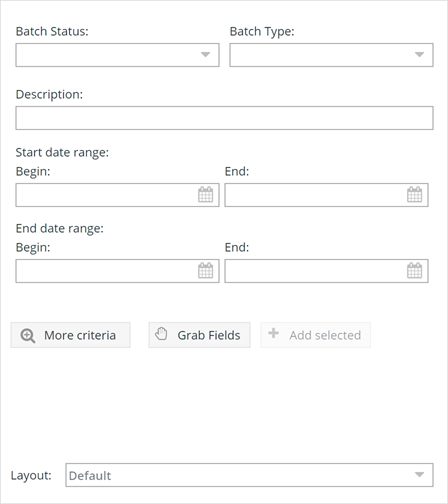 Batch Status: Batch Type:
Description:
Start date range:
Begin: End:
End date range:
Begin: End:
More criteria Grab Fields Add selected
Layout: Default